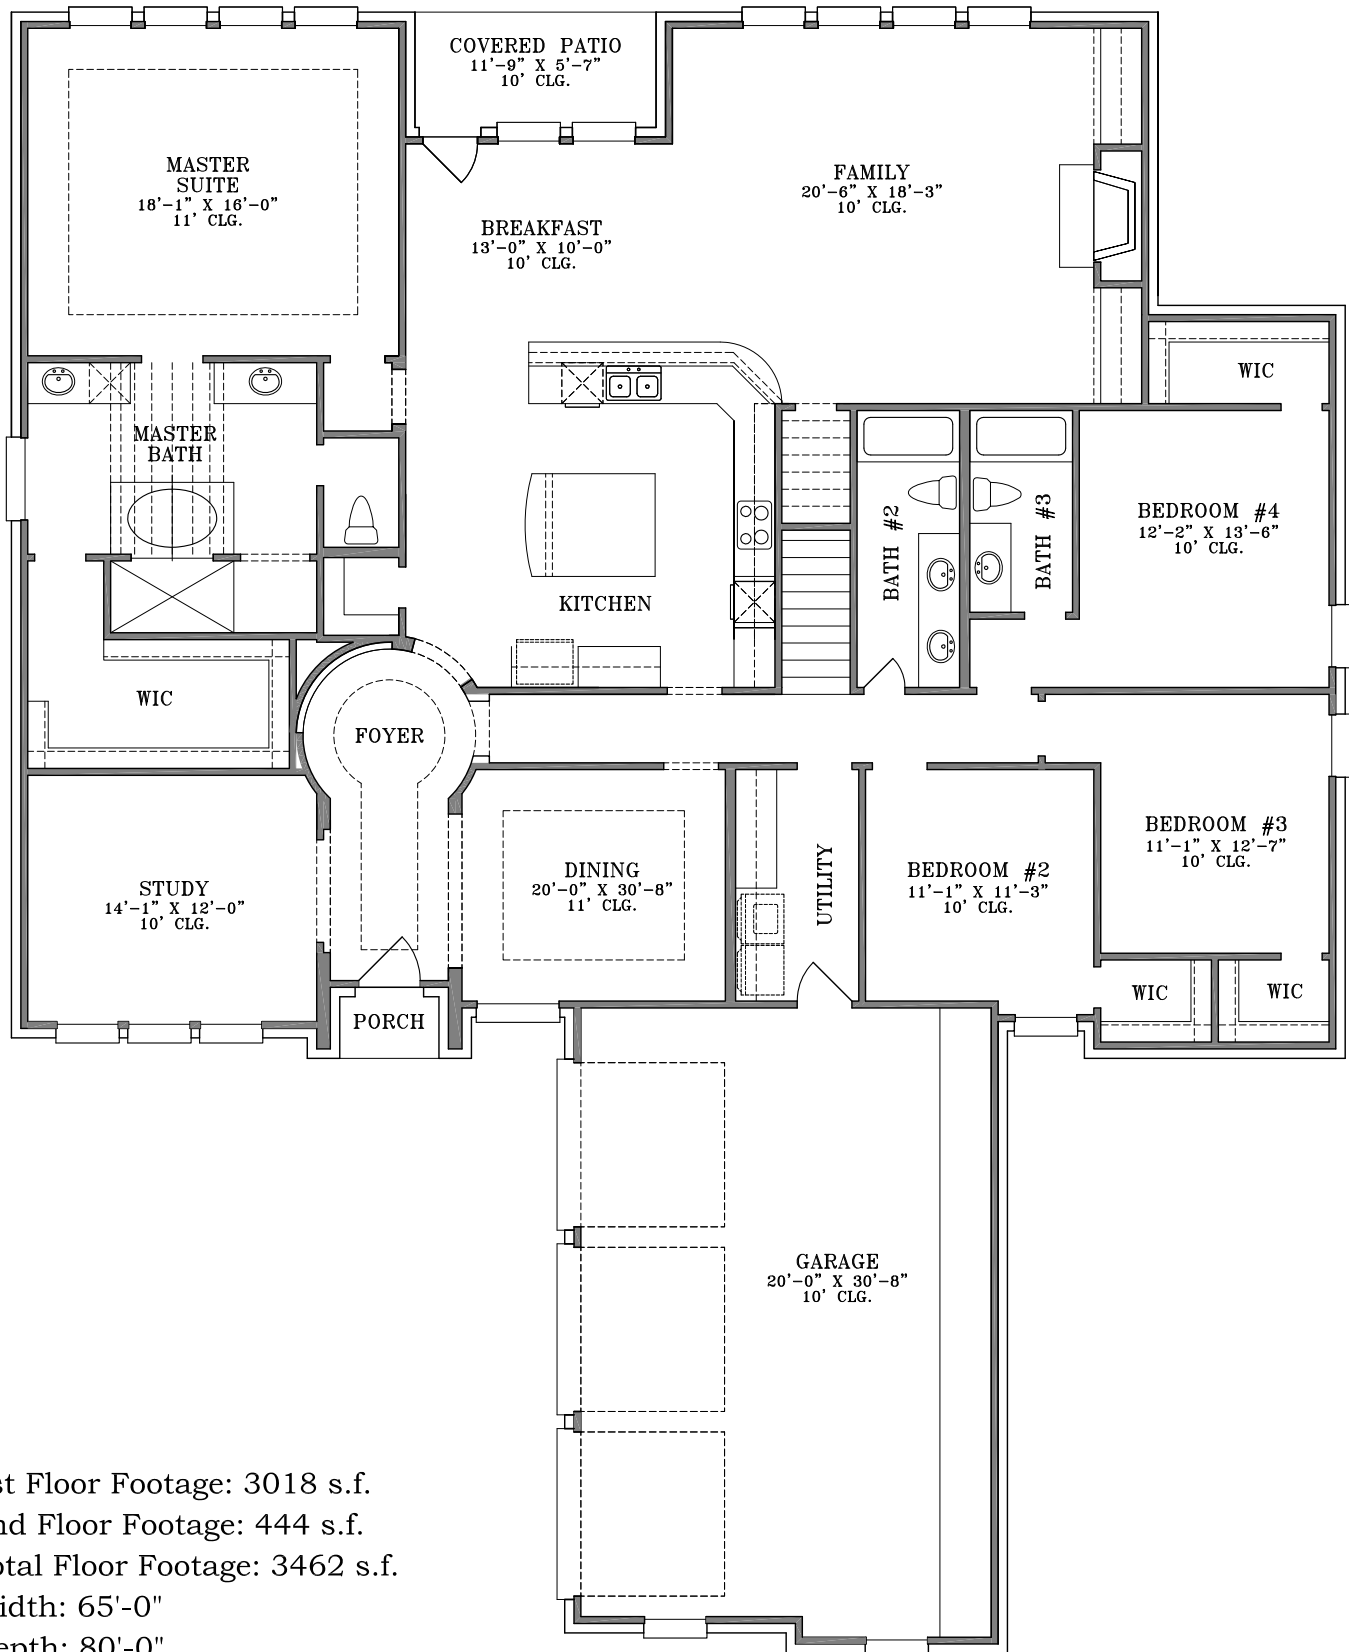 COVERED PATIO
11'-9" X 5'-7"
10' CLG.
MASTER
SUITE
18'-1" X 16'-0"
11' CLG.
FAMILY
20'-6" X 18'-3"
10' CLG.
BREAKFAST
13'-0" X 10'-0"
10' CLG.
WIC
MASTER
BATH
BATH #2
BATH #3
BEDROOM #4
12'-2" X 13'-6"
10' CLG.
KITCHEN
WIC
FOYER
BEDROOM #3
11'-1" X 12'-7"
10' CLG.
STUDY
14'-1" X 12'-0"
10' CLG.
DINING
20'-0" X 30'-8"
11' CLG.
UTILITY
BEDROOM #2
11'-1" X 11'-3"
10' CLG.
WIC
WIC
PORCH
GARAGE
20'-0" X 30'-8"
10' CLG.
st Floor Footage: 3018 s.f.
nd Floor Footage: 444 s.f.
otal Floor Footage: 3462 s.f.
idth: 65'-0"
epth: 80'-0"